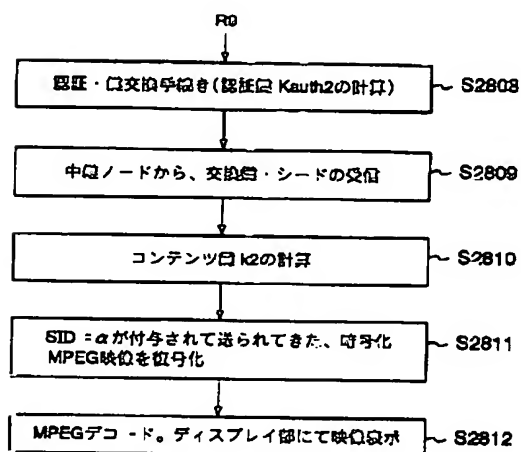 R9
認証・鍵交換手続き(認証鍵 Kauth2の計算)
S2808
中継ノードから、交換鍵・シードの受信
S2809
コンテンツ鍵 k2の計算
S2810
SID = αが付与されて送られてきた、暗号化
MPEG映像を復号化
S2811
MPEGデコード。ディスプレイ部にて映像表示
S2812